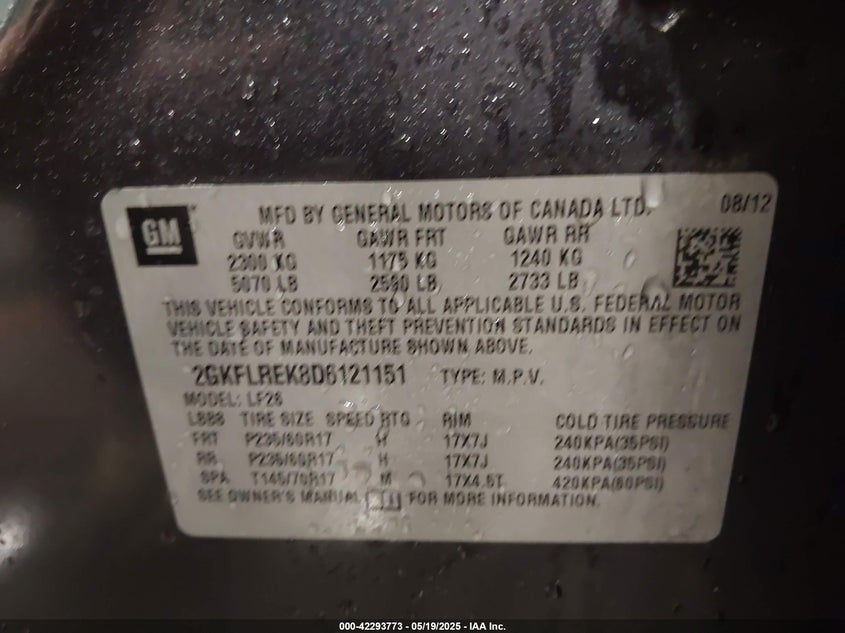 GM
MFD BY GENERAL MOTORS OF CANADA LTD. 08/12
GVWR GAWR FRT GAWR RR
2300 KG 1175 KG 1240 KG
5070 LB 2590 LB 2733 LB
THIS VEHICLE CONFORMS TO ALL APPLICABLE U.S. FEDERAL MOTOR
VEHICLE SAFETY AND THEFT PREVENTION STANDARDS IN EFFECT ON
THE DATE OF MANUFACTURE SHOWN ABOVE.
2GKFLREK8D6121151 TYPE: M.P.V.
MODEL: LF26
TIRE SIZE SPEED RTG RIM COLD TIRE PRESSURE
FRT P235/60R17 H 17X7J 240KPA(35PSI)
RR P235/60R17 H 17X7J 240KPA(35PSI)
SPA T145/70R17 M 17X4.5T 420KPA(60PSI)
SEE OWNER'S MANUAL FOR MORE INFORMATION.
000-42293773 - 05/19/2025 - IAA Inc.